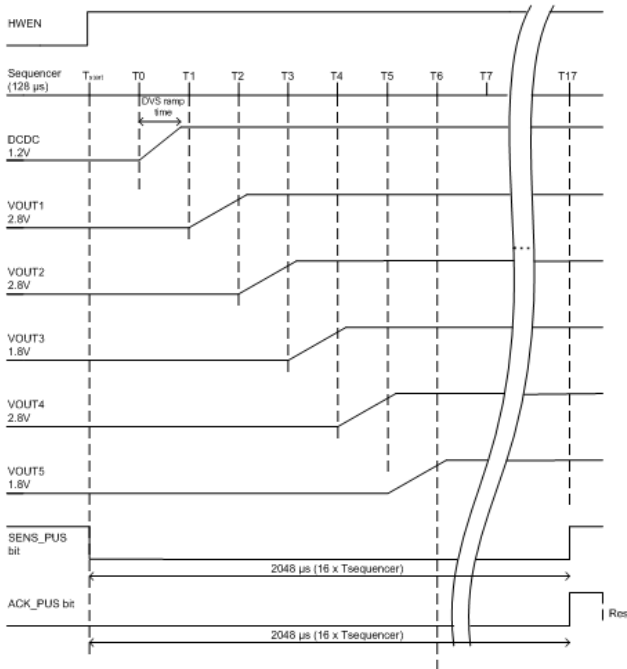 HWEN
Sequencer
(128 µs)
Tstart T0 T1 T2 T3 T4 T5 T6 T7 T17
DVS ramp
time
DCDC
1.2V
VOUT1
2.8V
VOUT2
2.8V
VOUT3
1.8V
VOUT4
2.8V
VOUT5
1.8V
...
SENS_PUS
bit
2048 µs (16 x Tsequencer)
ACK_PUS bit
Res
2048 µs (16 x Tsequencer)